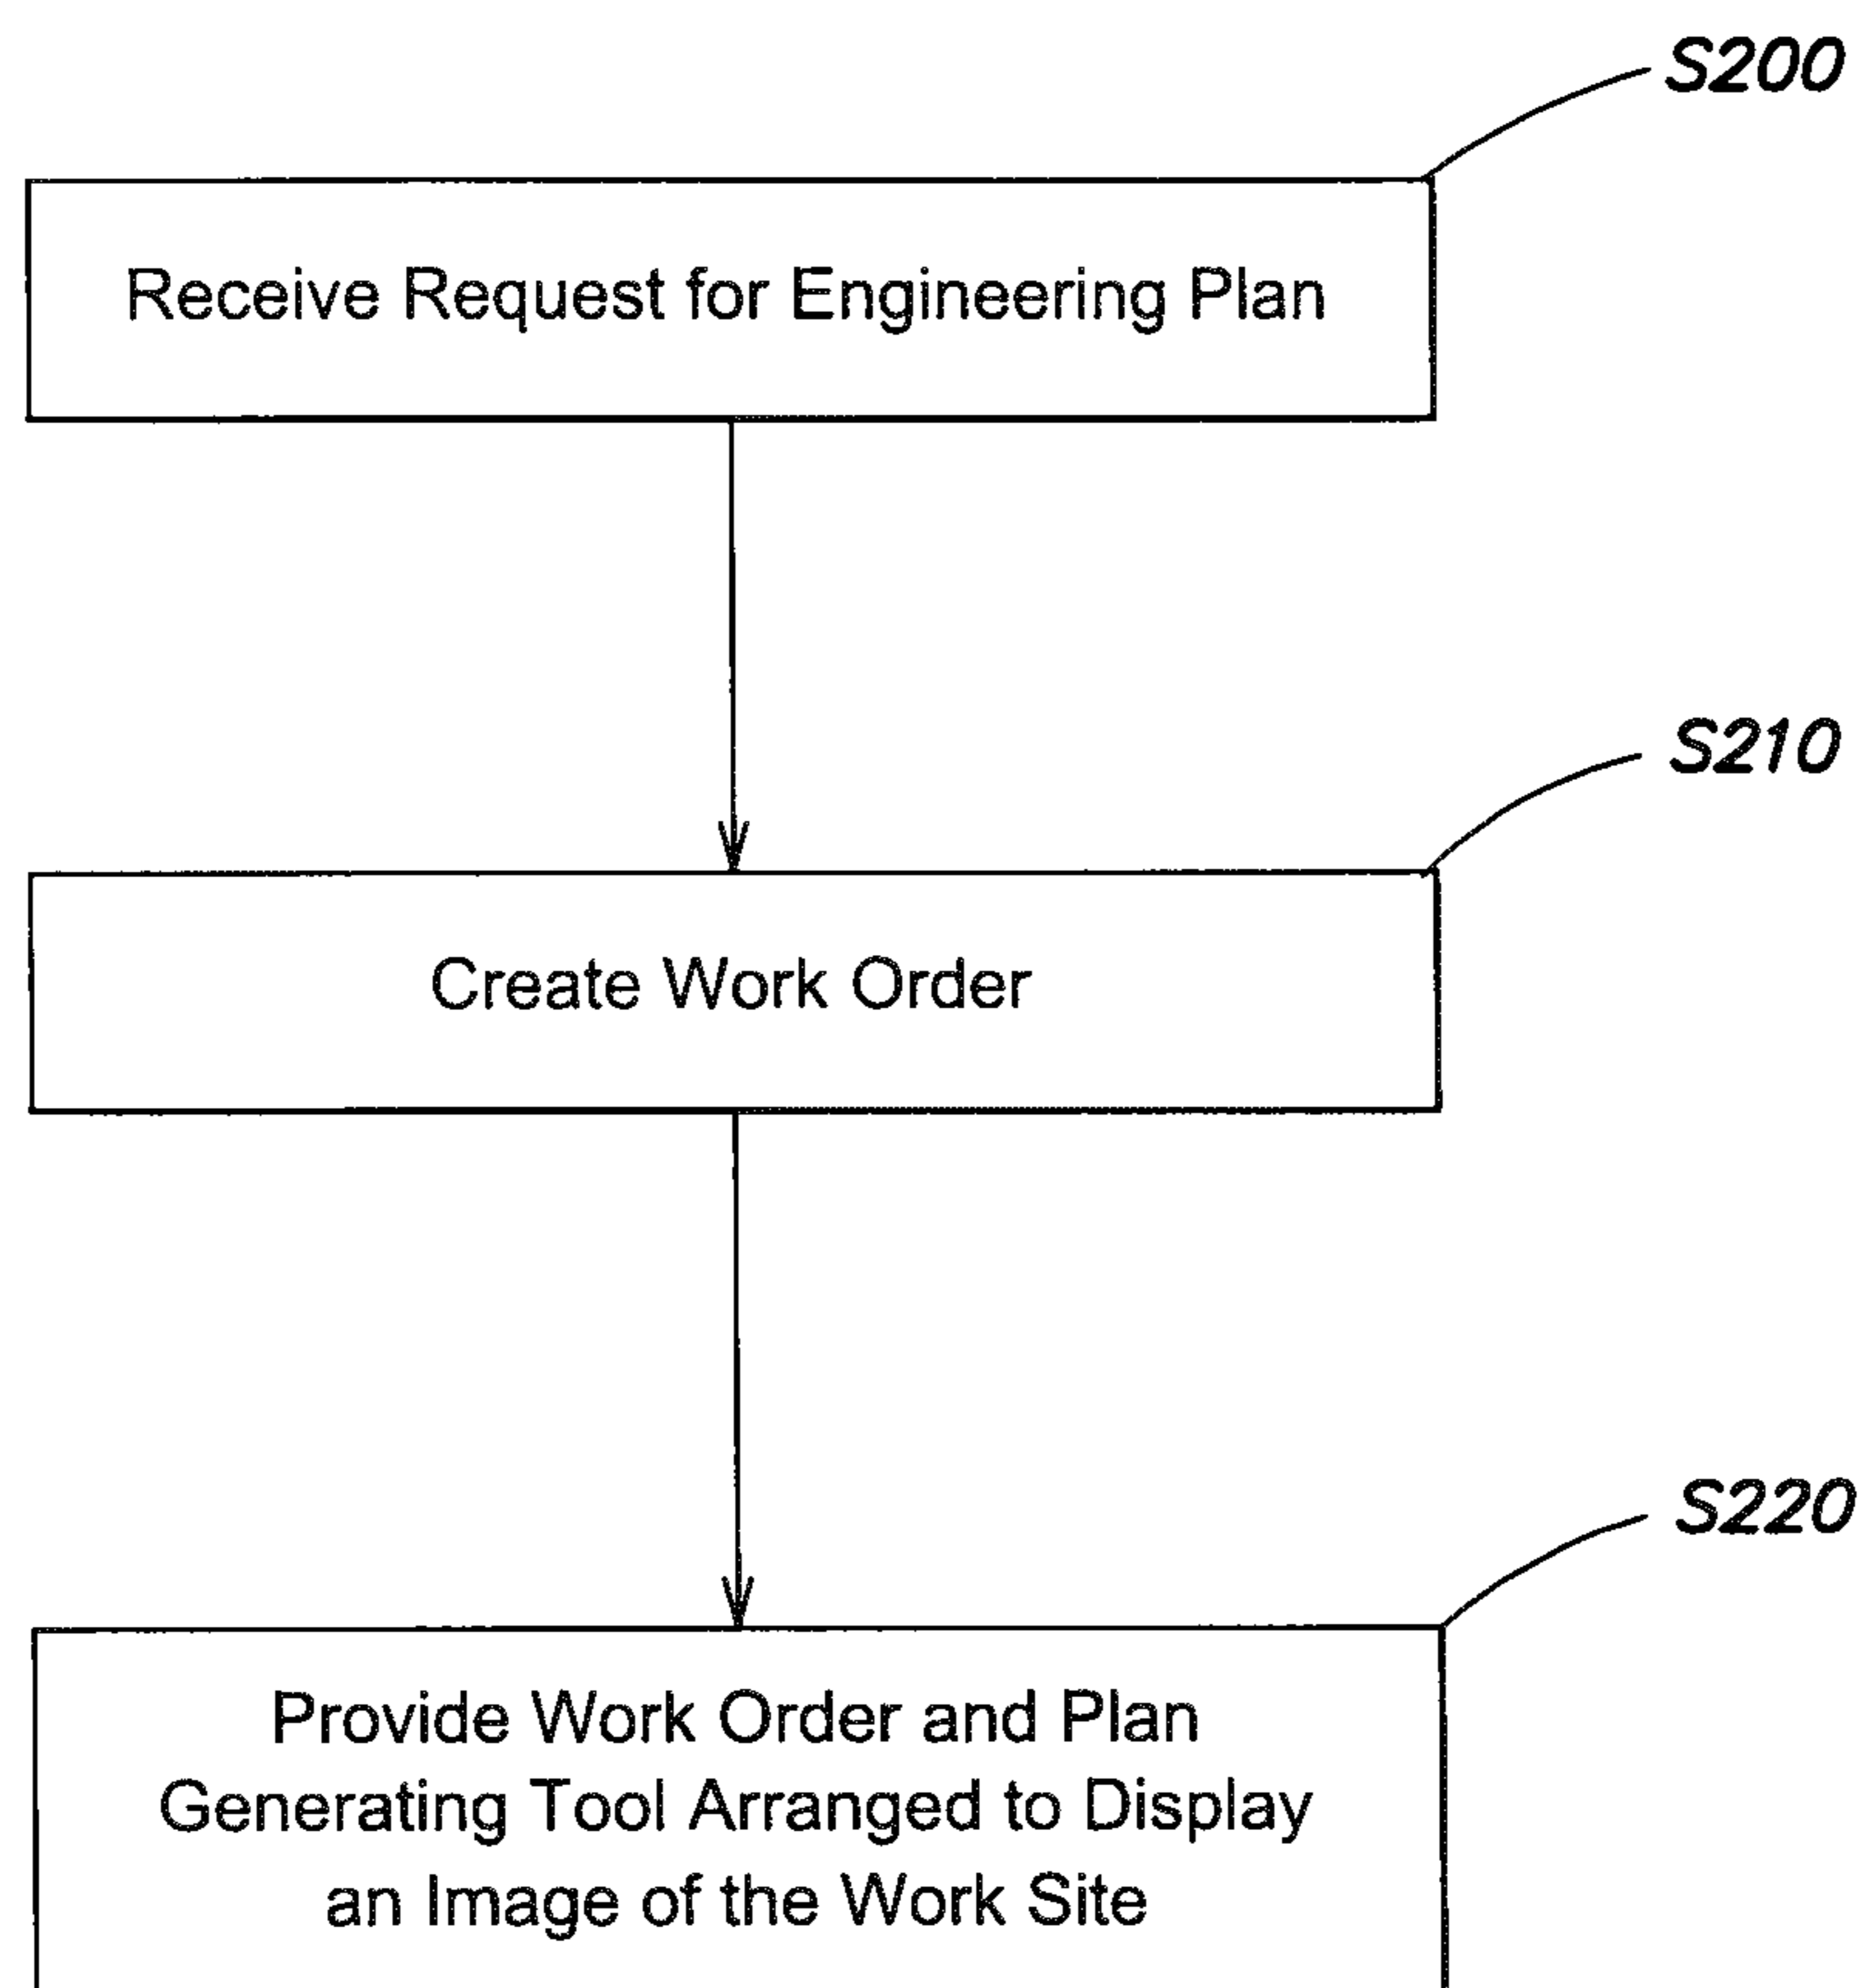 S200
Receive Request for Engineering Plan
S210
Create Work Order
S220
Provide Work Order and Plan
Generating Tool Arranged to Display
an Image of the Work Site